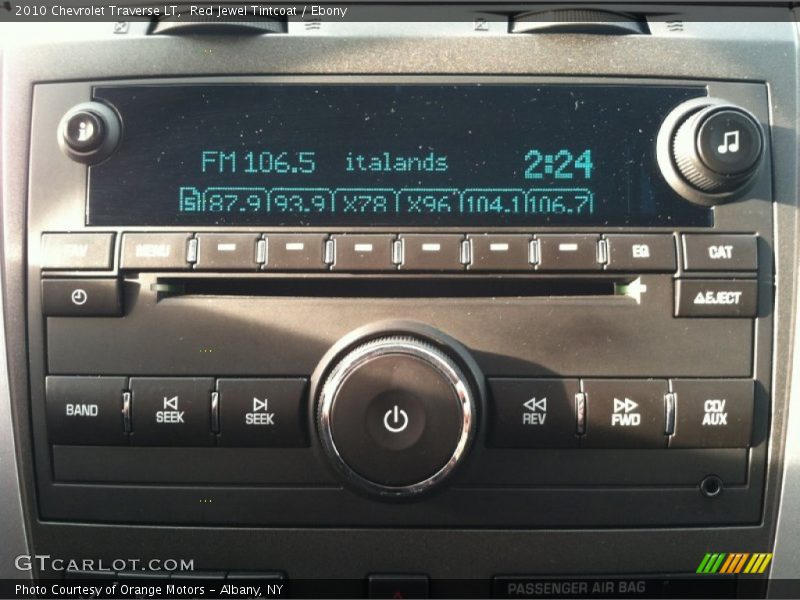 2010 Chevrolet Traverse LT, Red Jewel Tintcoat / Ebony
FM 106.5 italands 2:24
5 87.9 93.9 X78 X96 104.1 106.7
FAV MENU EQ CAT
EJECT
BAND SEEK SEEK REV FWD CD/
AUX
GTCARLOT.COM
PASSENGER AIR BAG
Photo Courtesy of Orange Motors - Albany, NY